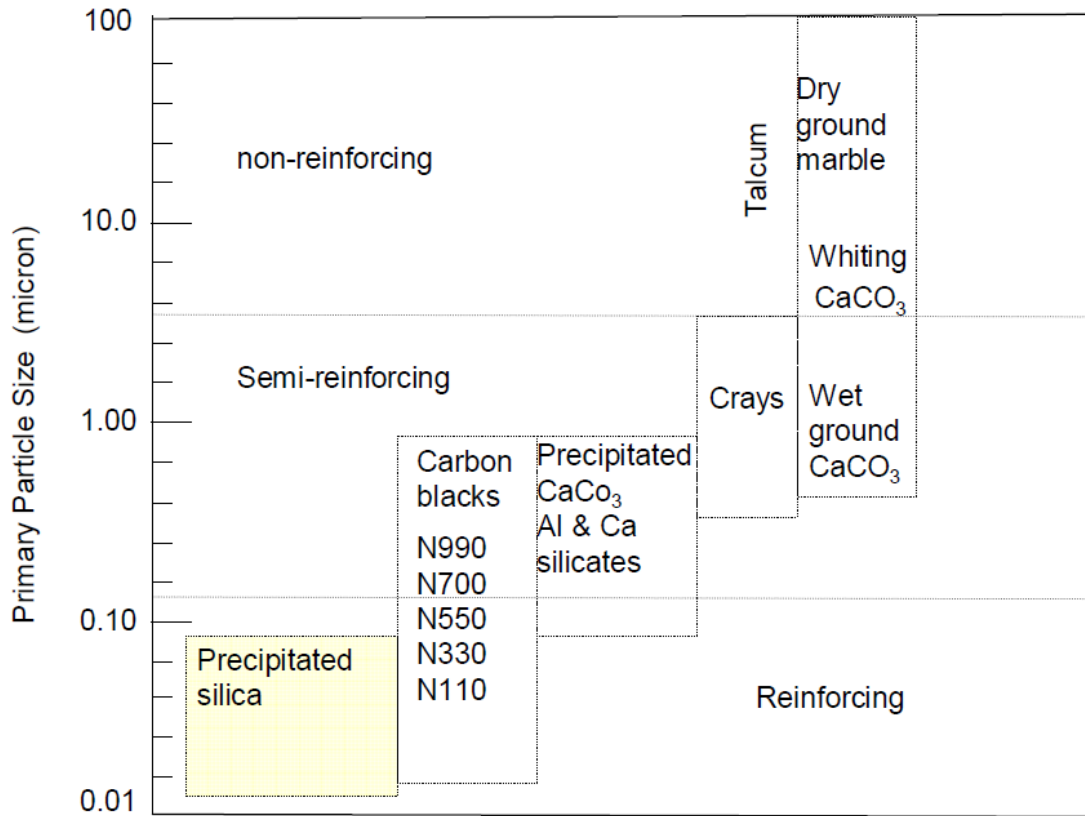 Primary Particle Size (micron)
100
10.0
1.00
0.10
0.01
non-reinforcing
Semi-reinforcing
Reinforcing
Precipitated
silica
Carbon
blacks
N990
N700
N550
N330
N110
Precipitated
CaCo₃
Al & Ca
silicates
Crays
Talcum
Dry
ground
marble
Whiting
CaCO₃
Wet
ground
CaCO₃